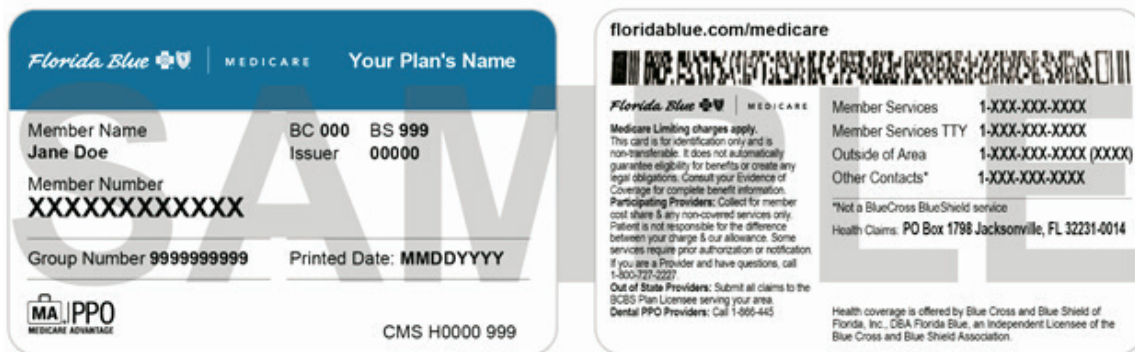 Florida Blue MEDICARE Your Plan's Name
Member Name
Jane Doe
BC 000 BS 999
Issuer 00000
Member Number
XXXXXXXXXXXX
Group Number 9999999999
Printed Date: MMDDYYYY
MA PPO
MEDICARE ADVANTAGE
CMS H0000 999
floridablue.com/medicare
Florida Blue MEDICARE
Medicare Limiting charges apply.
This card is for identification only and is
non-transferable. It does not automatically
guarantee eligibility for benefits or create any
egal obligations. Consult your Evidence of
Coverage for complete benefit information.
Participating Providers: Collect for member
cost share & any non-covered services only.
Patient is not responsible for the difference
between your charge & our allowance. Some
services require prior authorization or notification.
If you are a Provider and have questions, call
1-800-727-2227.
Out of State Providers: Submit all claims to the
BCBS Plan Licensee serving your area.
Dental PPO Providers: Call 1-866-445
Member Services 1-XXX-XXX-XXXX
Member Services TTY 1-XXX-XXX-XXXX
Outside of Area 1-XXX-XXX-XXXX (XXXX)
Other Contacts* 1-XXX-XXX-XXXX
*Not a BlueCross BlueShield service
Health Claims: PO Box 1798 Jacksonville, FL 32231-0014
Health coverage is offered by Blue Cross and Blue Shield of
Florida, Inc., DBA Florida Blue, an Independent Licensee of the
Blue Cross and Blue Shield Association.
SAMPLE